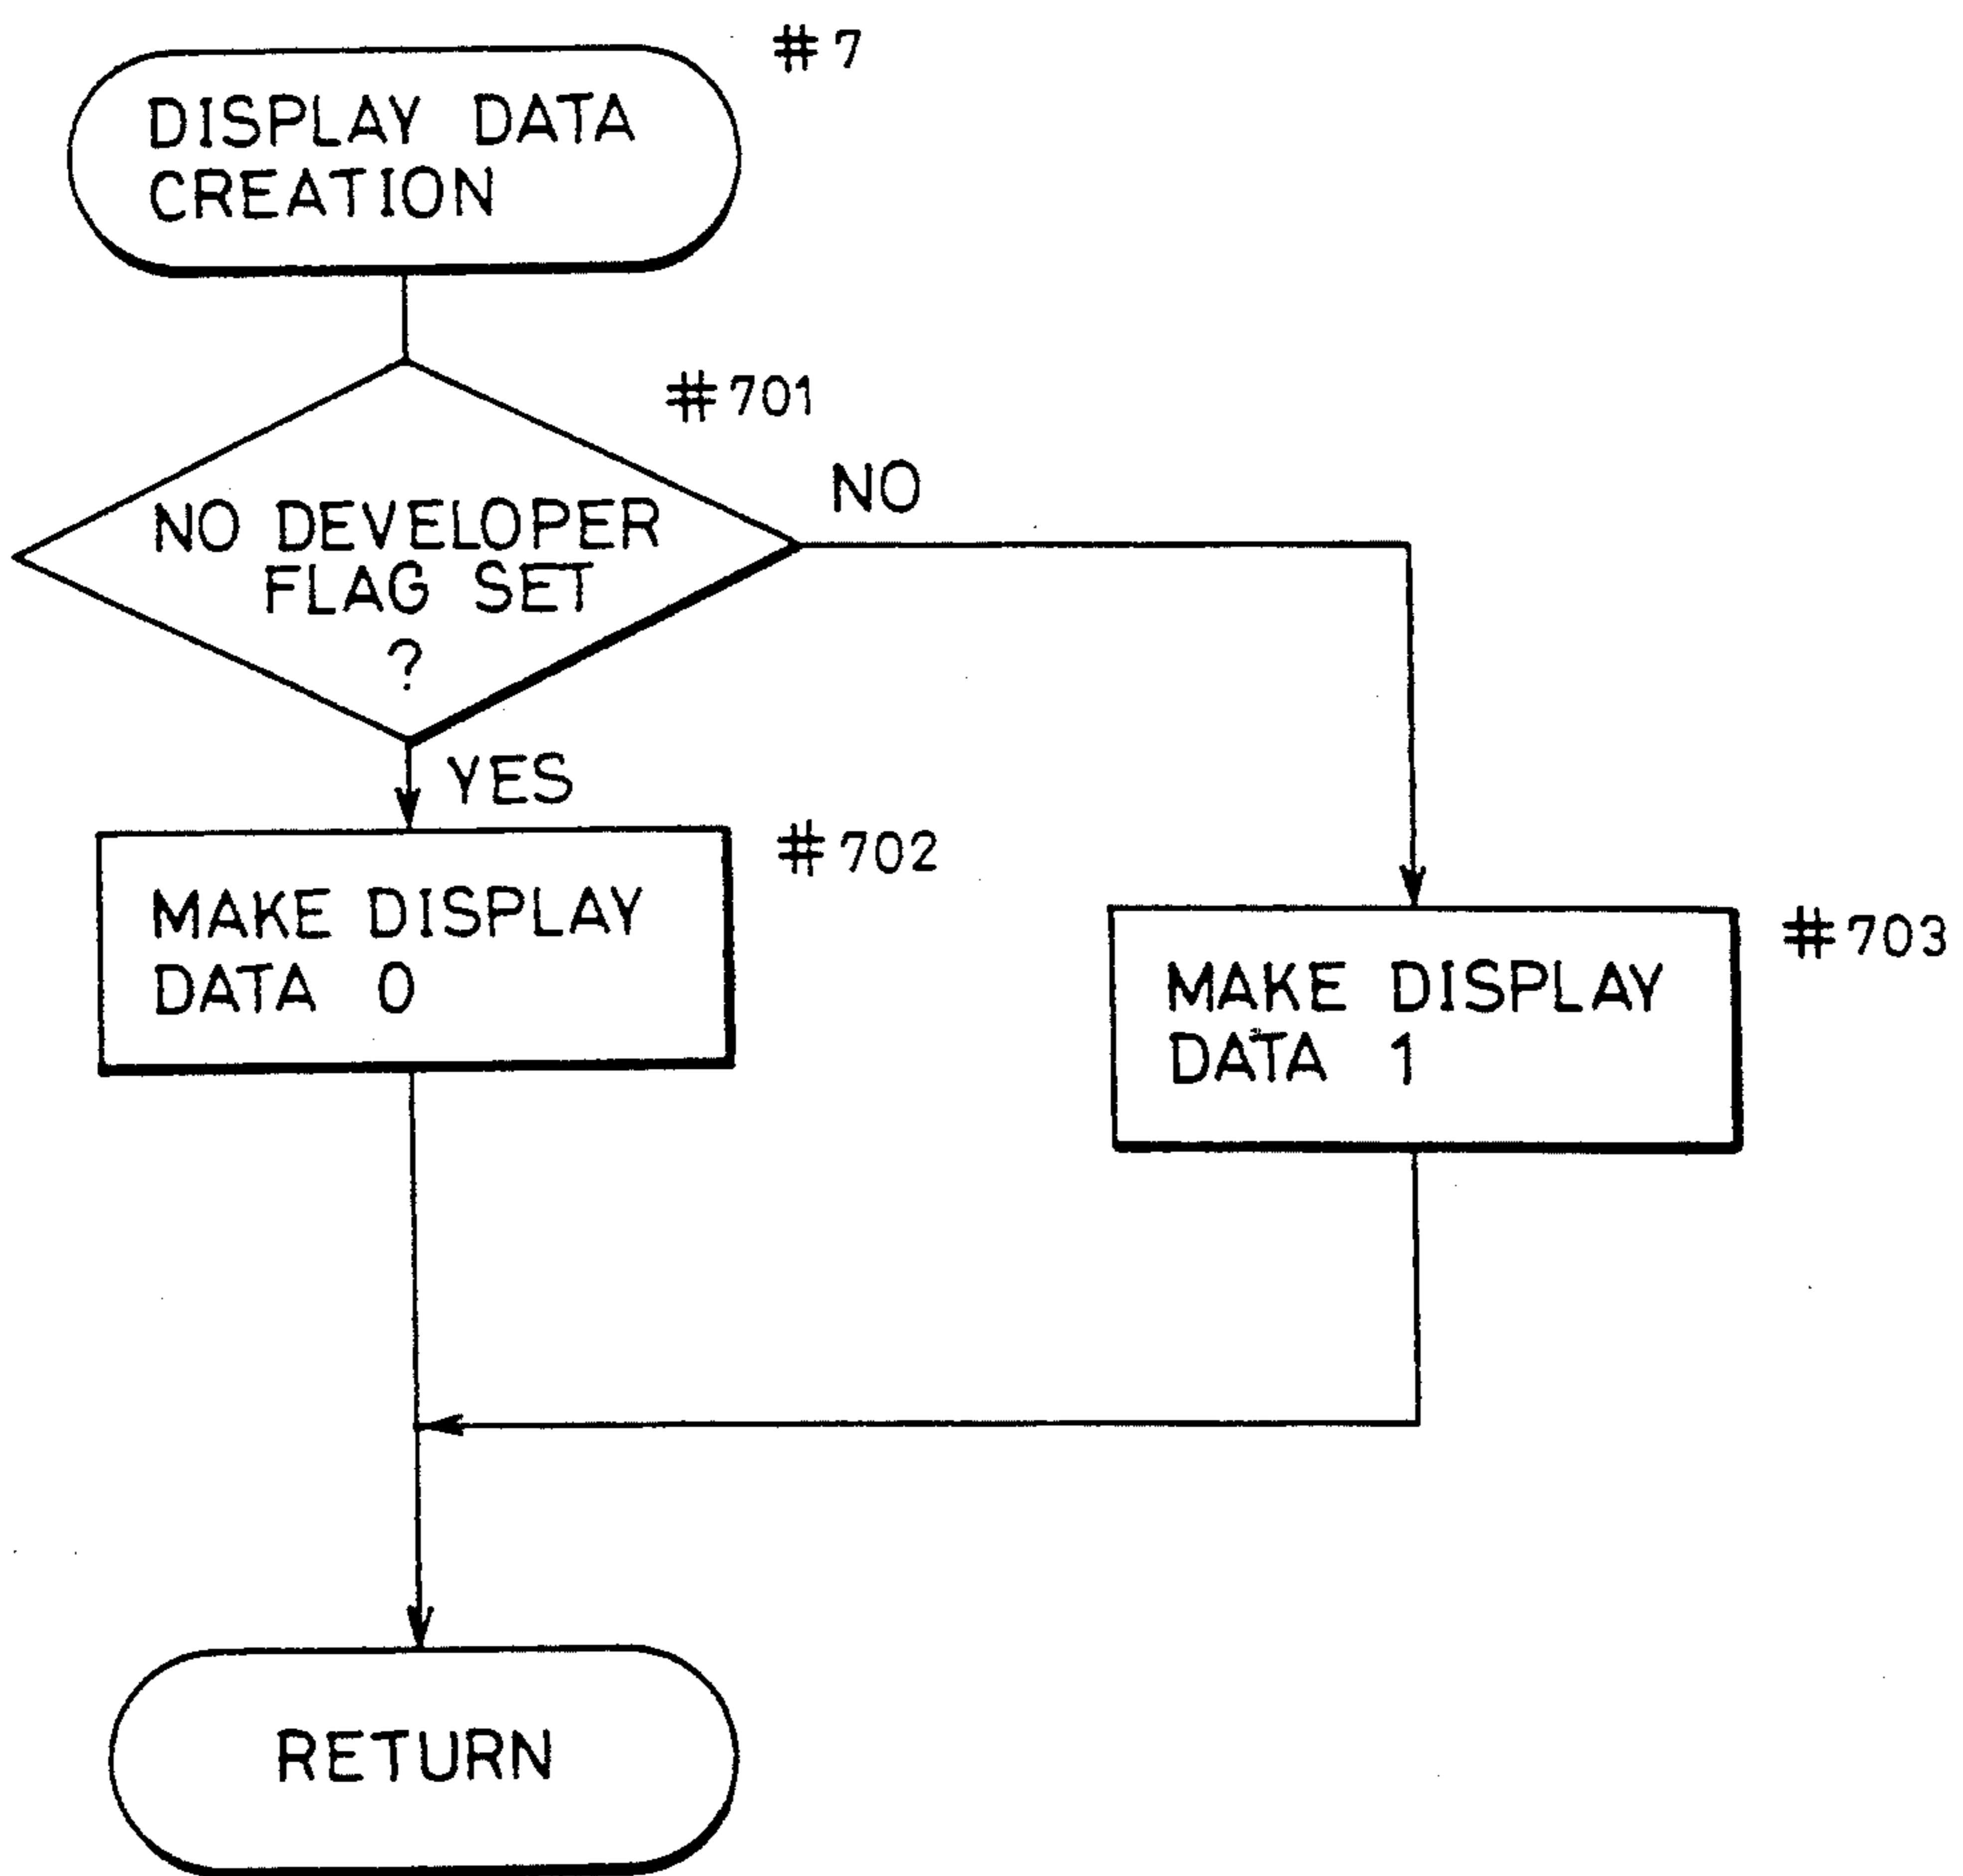 #7
DISPLAY DATA
CREATION
#701
NO
NO DEVELOPER
FLAG SET
?
YES
#702
MAKE DISPLAY
DATA 0
#703
MAKE DISPLAY
DATA 1
RETURN